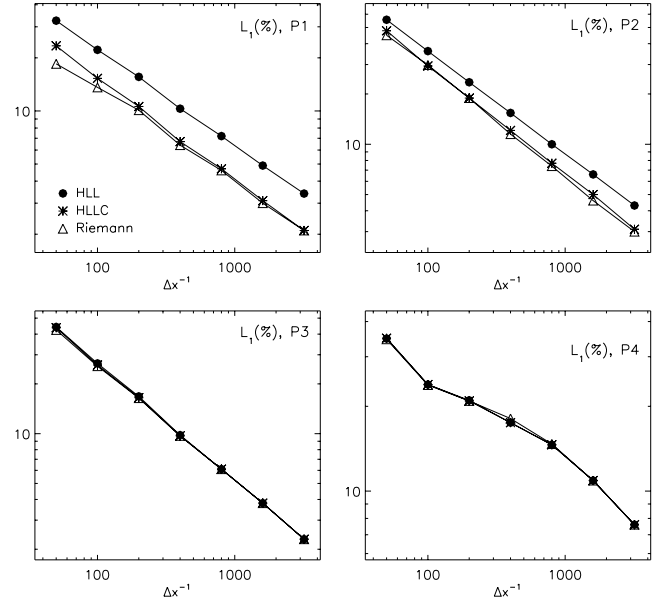 L₁(%), P1
10
HLL
HLLC
Riemann
100 1000
Δx⁻¹
L₁(%), P2
10
100 1000
Δx⁻¹
L₁(%), P3
10
100 1000
Δx⁻¹
L₁(%), P4
10
100 1000
Δx⁻¹